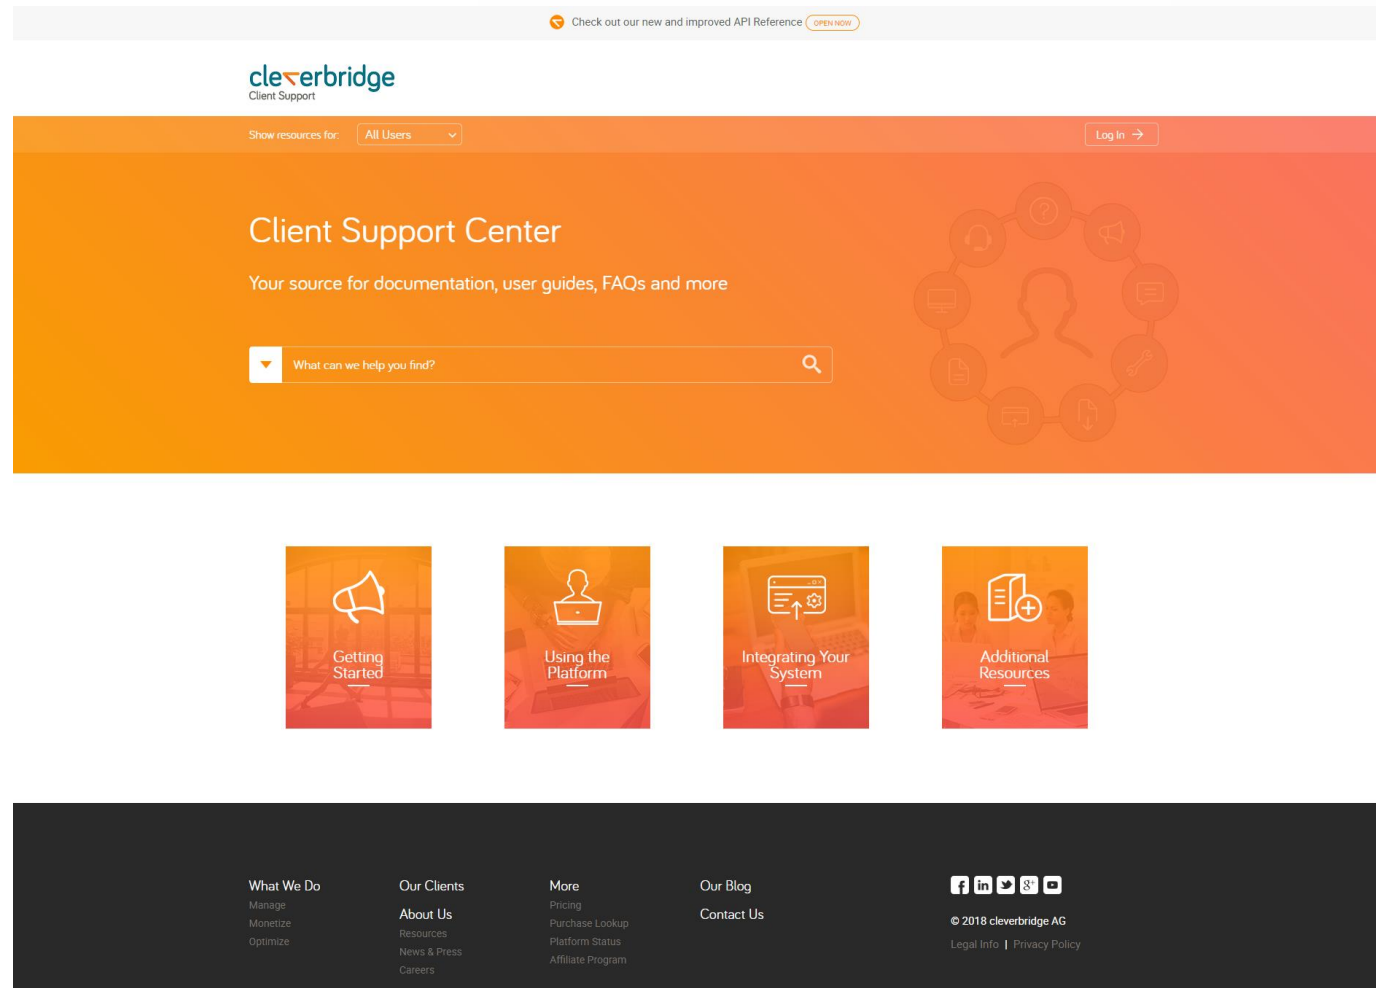 Check out our new and improved API Reference OPEN NOW
cleverbridge
Client Support
Show resources for: All Users Log In
Client Support Center
Your source for documentation, user guides, FAQs and more
What can we help you find?
Getting
Started
Using the
Platform
Integrating Your
System
Additional
Resources
What We Do
Manage
Monetize
Optimize
Our Clients
About Us
Resources
News & Press
Careers
More
Pricing
Purchase Lookup
Platform Status
Affiliate Program
Our Blog
Contact Us
© 2018 cleverbridge AG
Legal Info | Privacy Policy